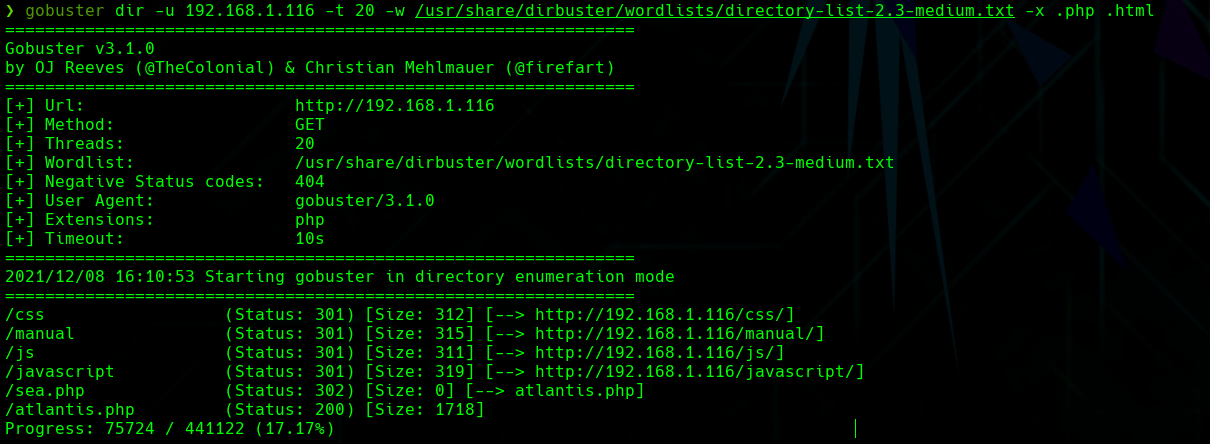 ❯ gobuster dir -u 192.168.1.116 -t 20 -w /usr/share/dirbuster/wordlists/directory-list-2.3-medium.txt -x .php .html
===============================================================
Gobuster v3.1.0
by OJ Reeves (@TheColonial) & Christian Mehlmauer (@firefart)
===============================================================
[+] Url:                     http://192.168.1.116
[+] Method:                  GET
[+] Threads:                 20
[+] Wordlist:                /usr/share/dirbuster/wordlists/directory-list-2.3-medium.txt
[+] Negative Status codes:   404
[+] User Agent:              gobuster/3.1.0
[+] Extensions:              php
[+] Timeout:                 10s
===============================================================
2021/12/08 16:10:53 Starting gobuster in directory enumeration mode
===============================================================
/css                  (Status: 301) [Size: 312] [--> http://192.168.1.116/css/]
/manual               (Status: 301) [Size: 315] [--> http://192.168.1.116/manual/]
/js                   (Status: 301) [Size: 311] [--> http://192.168.1.116/js/]
/javascript           (Status: 301) [Size: 319] [--> http://192.168.1.116/javascript/]
/sea.php              (Status: 302) [Size: 0] [--> atlantis.php]
/atlantis.php         (Status: 200) [Size: 1718]
Progress: 75724 / 441122 (17.17%)